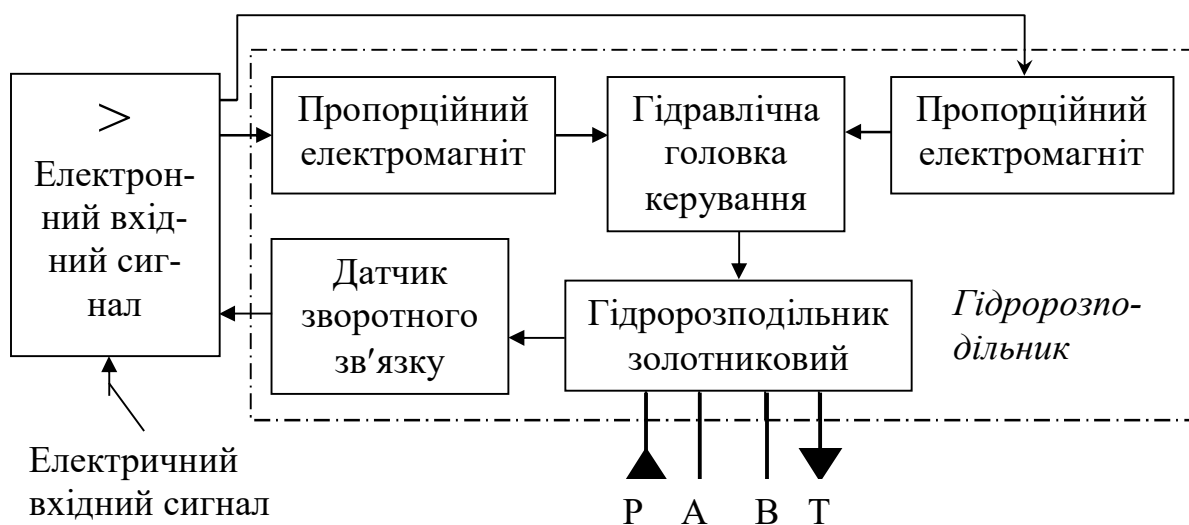 >
Електрон-
ний вхід-
ний сиг-
нал
Пропорційний
електромагніт
Гідравлічна
головка
керування
Пропорційний
електромагніт
Датчик
зворотного
зв'язку
Гідророзподільник
золотниковий
Гідророзпо-
дільник
Електричний
вхідний сигнал
P A B T